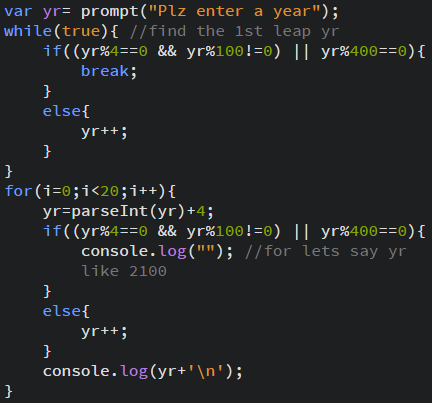 var yr= prompt("Plz enter a year");
while(true){ //find the 1st leap yr
    if((yr%4==0 && yr%100!=0) || yr%400==0){
        break;
    }
    else{
        yr++;
    }
}
for(i=0;i<20;i++){
    yr=parseInt(yr)+4;
    if((yr%4==0 && yr%100!=0) || yr%400==0){
        console.log(""); //for lets say yr
        like 2100
    }
    else{
        yr++;
    }
    console.log(yr+'\n');
}